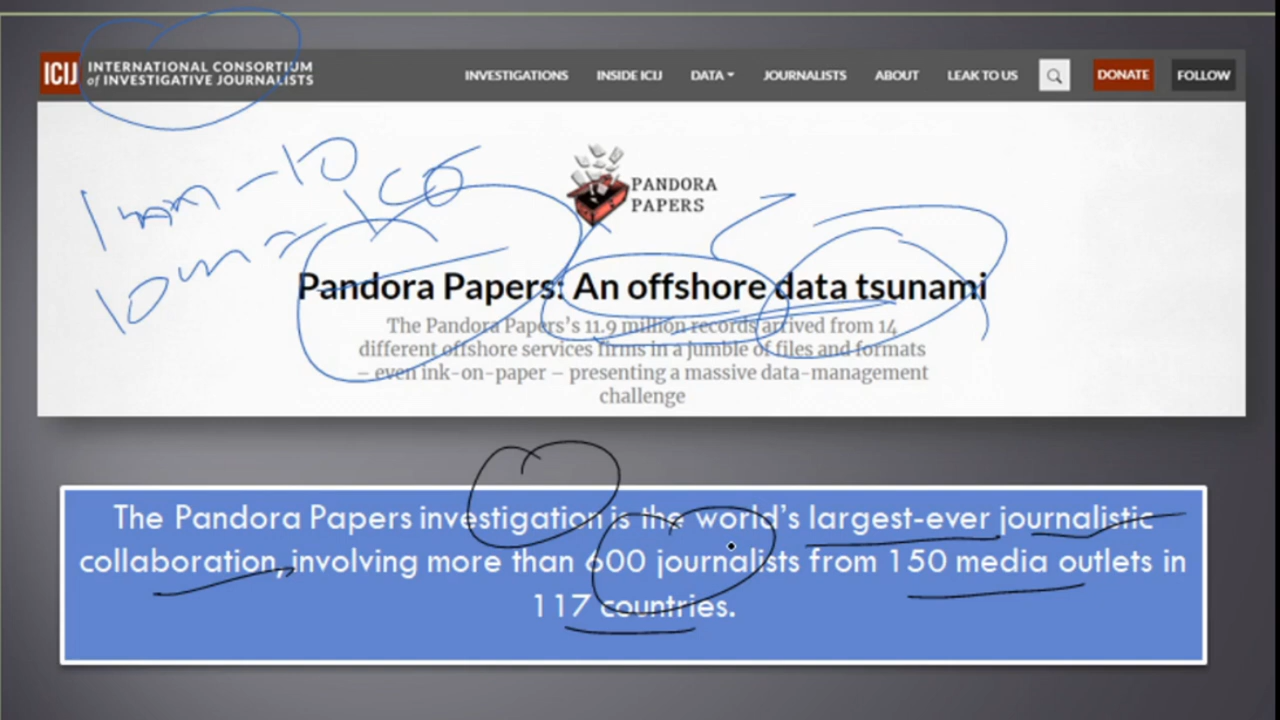 ICIJ INTERNATIONAL CONSORTIUM
of INVESTIGATIVE JOURNALISTS
INVESTIGATIONS INSIDE ICIJ DATA JOURNALISTS ABOUT LEAK TO US DONATE FOLLOW
PANDORA
PAPERS
Pandora Papers: An offshore data tsunami
The Pandora Papers's 11.9 million records arrived from 14
different offshore services firms in a jumble of files and formats
– even ink-on-paper – presenting a massive data-management
challenge
The Pandora Papers investigation is the world's largest-ever journalistic
collaboration, involving more than 600 journalists from 150 media outlets in
117 countries.